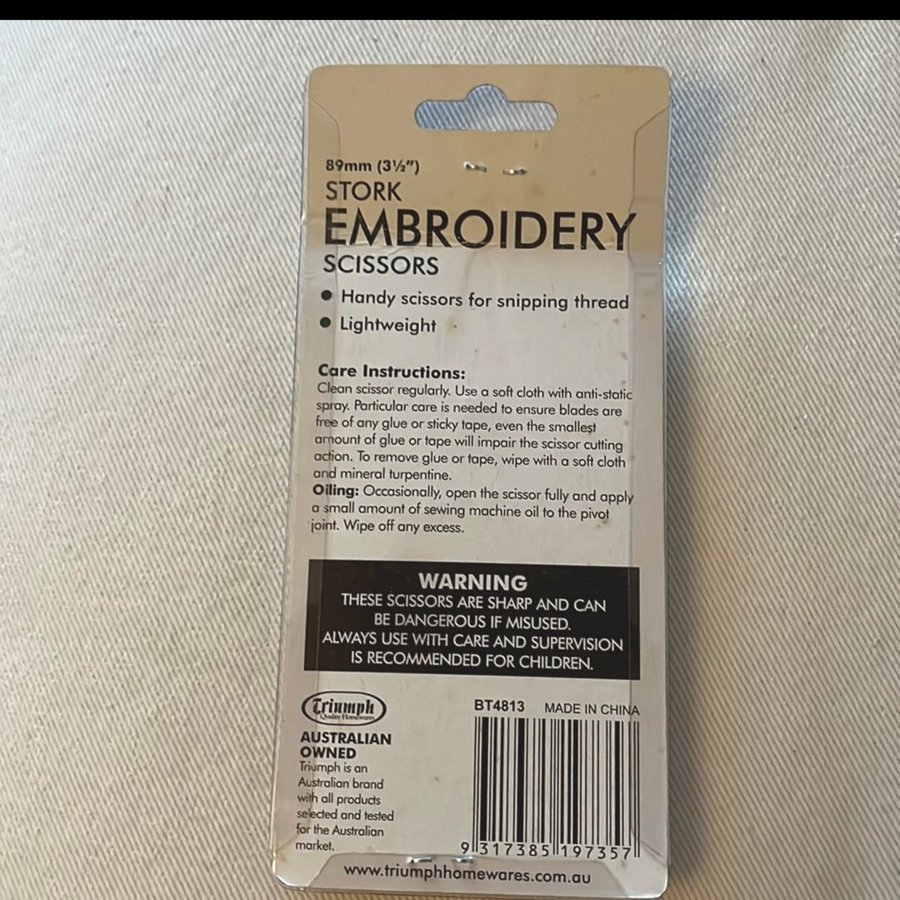 89mm (3½")
STORK
EMBROIDERY
SCISSORS
● Handy scissors for snipping thread
● Lightweight
Care Instructions:
Clean scissor regularly. Use a soft cloth with anti-static
spray. Particular care is needed to ensure blades are
free of any glue or sticky tape, even the smallest
amount of glue or tape will impair the scissor cutting
action. To remove glue or tape, wipe with a soft cloth
and mineral turpentine.
Oiling: Occasionally, open the scissor fully and apply
a small amount of sewing machine oil to the pivot
joint. Wipe off any excess.
WARNING
THESE SCISSORS ARE SHARP AND CAN
BE DANGEROUS IF MISUSED.
ALWAYS USE WITH CARE AND SUPERVISION
IS RECOMMENDED FOR CHILDREN.
Triumph
Quality Homewares
AUSTRALIAN
OWNED
Triumph is an
Australian brand
with all products
selected and tested
for the Australian
market.
BT4813 MADE IN CHINA
9 317385 197357
www.triumphhomewares.com.au